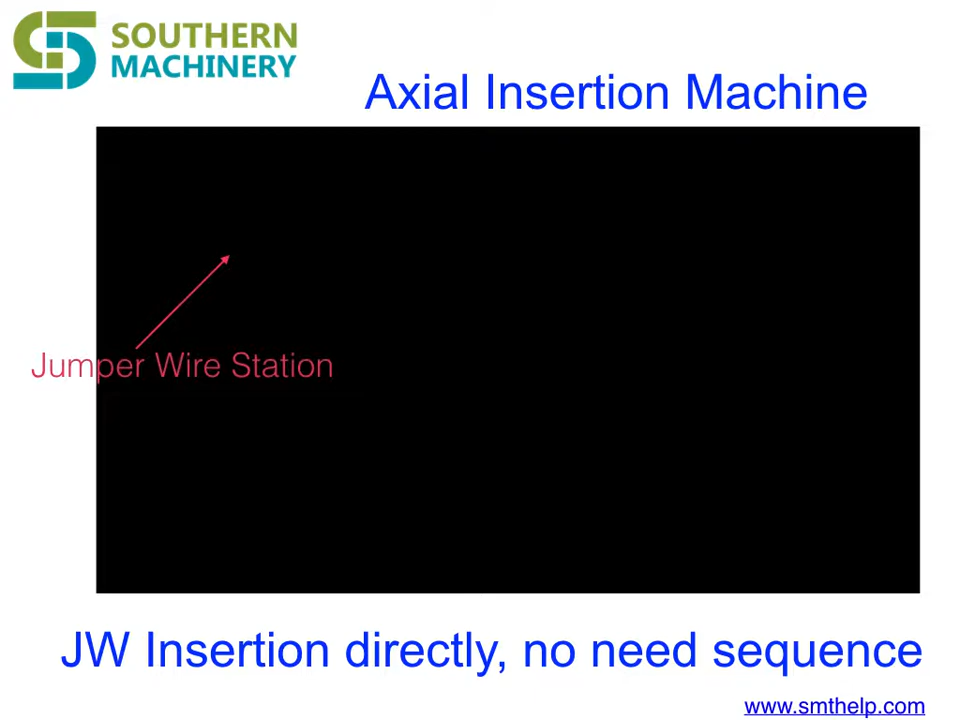 SOUTHERN
MACHINERY
Axial Insertion Machine
Jumper Wire Station
JW Insertion directly, no need sequence
www.smthelp.com